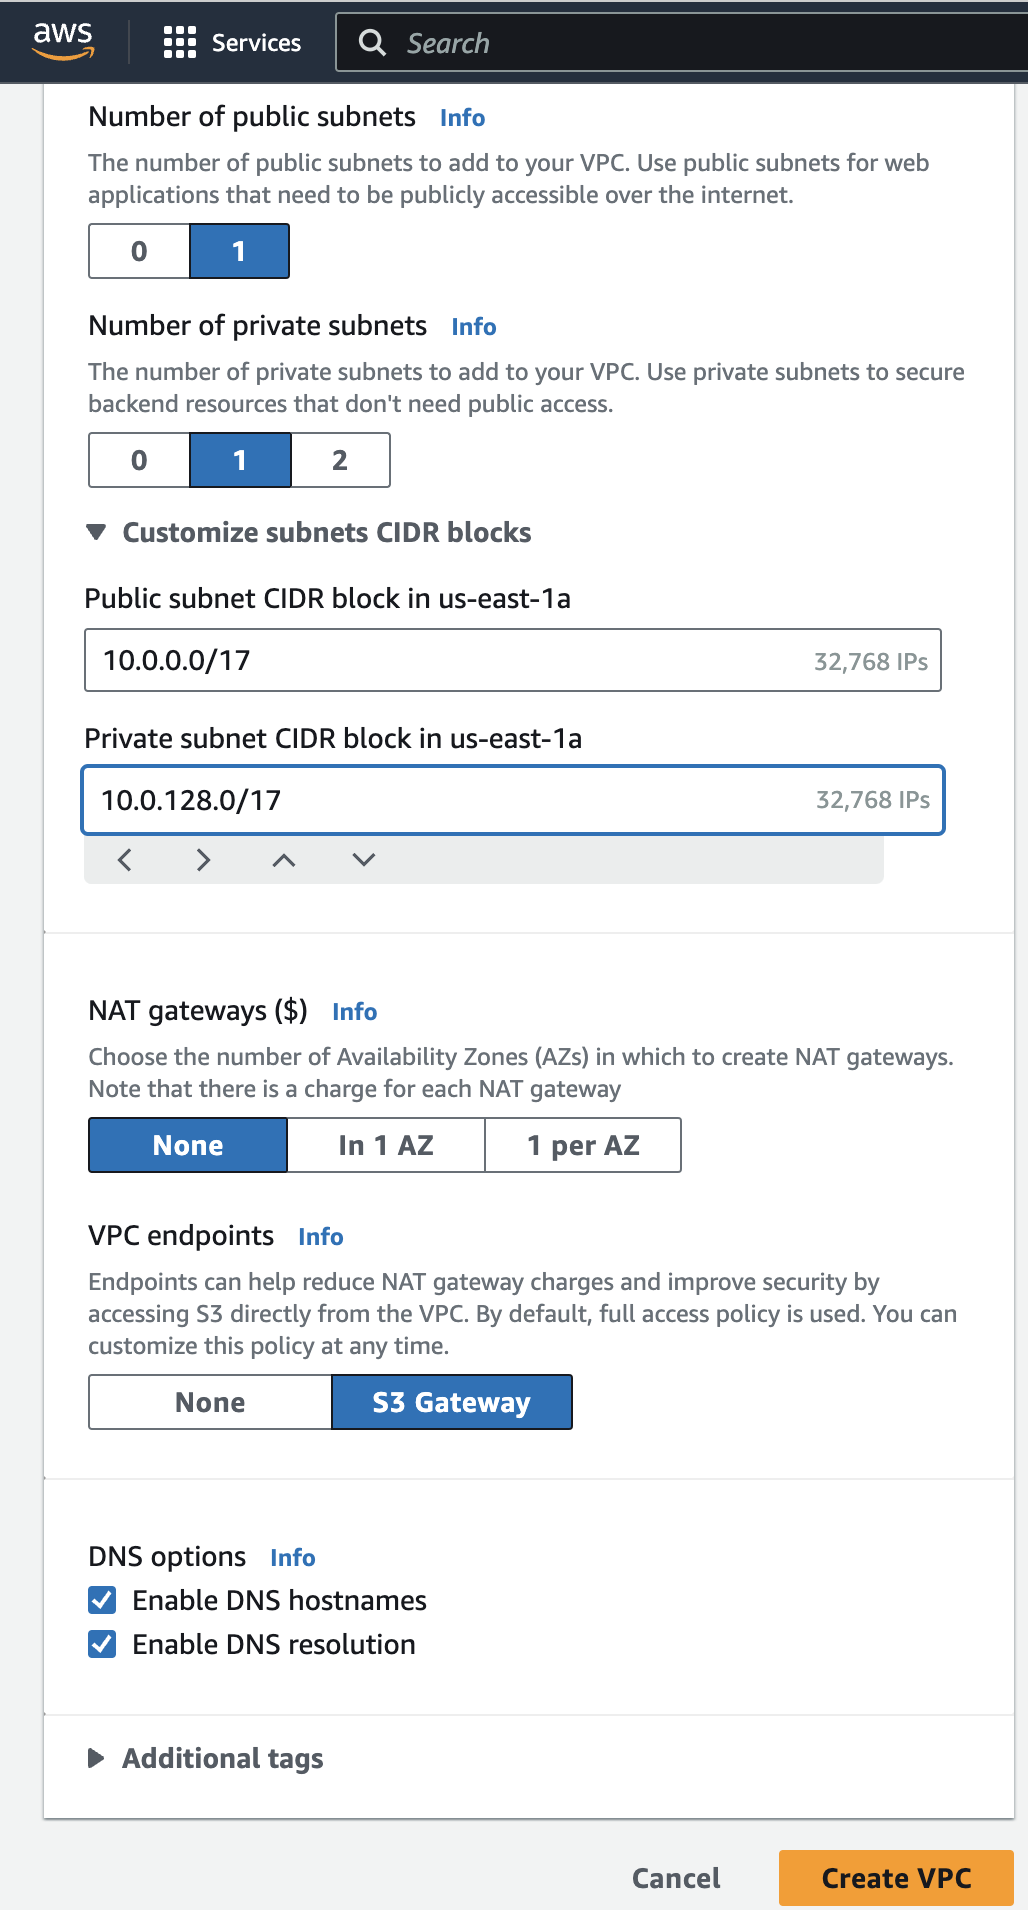 aws
Services
Search
Number of public subnets Info
The number of public subnets to add to your VPC. Use public subnets for web
applications that need to be publicly accessible over the internet.
0 1
Number of private subnets Info
The number of private subnets to add to your VPC. Use private subnets to secure
backend resources that don't need public access.
0 1 2
Customize subnets CIDR blocks
Public subnet CIDR block in us-east-1a
10.0.0.0/17 32,768 IPs
Private subnet CIDR block in us-east-1a
10.0.128.0/17 32,768 IPs
NAT gateways ($) Info
Choose the number of Availability Zones (AZs) in which to create NAT gateways.
Note that there is a charge for each NAT gateway
None In 1 AZ 1 per AZ
VPC endpoints Info
Endpoints can help reduce NAT gateway charges and improve security by
accessing S3 directly from the VPC. By default, full access policy is used. You can
customize this policy at any time.
None S3 Gateway
DNS options Info
Enable DNS hostnames
Enable DNS resolution
Additional tags
Cancel Create VPC